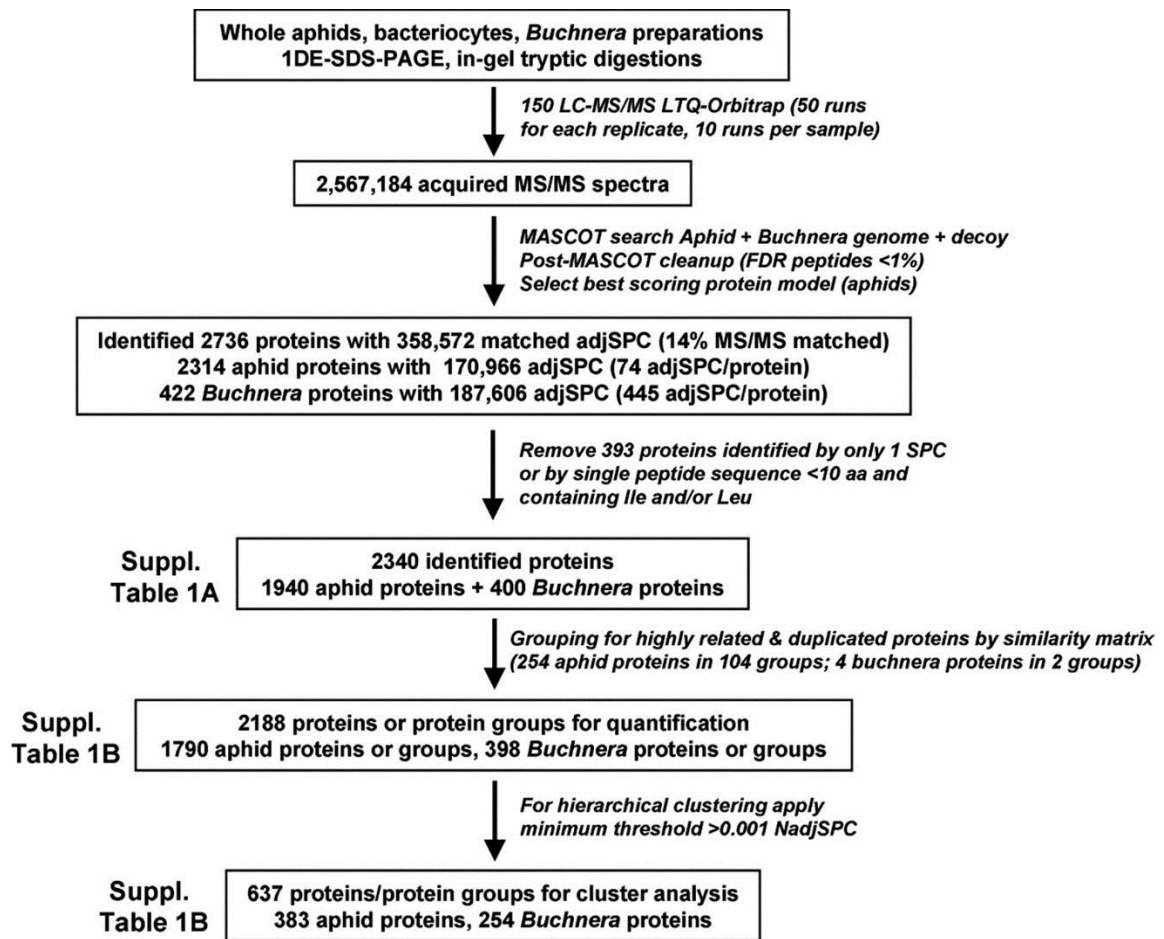 Whole aphids, bacteriocytes, Buchnera preparations
1DE-SDS-PAGE, in-gel tryptic digestions
150 LC-MS/MS LTQ-Orbitrap (50 runs
for each replicate, 10 runs per sample)
2,567,184 acquired MS/MS spectra
MASCOT search Aphid + Buchnera genome + decoy
Post-MASCOT cleanup (FDR peptides <1%)
Select best scoring protein model (aphids)
Identified 2736 proteins with 358,572 matched adjSPC (14% MS/MS matched)
2314 aphid proteins with 170,966 adjSPC (74 adjSPC/protein)
422 Buchnera proteins with 187,606 adjSPC (445 adjSPC/protein)
Remove 393 proteins identified by only 1 SPC
or by single peptide sequence <10 aa and
containing Ile and/or Leu
Suppl.
Table 1A
2340 identified proteins
1940 aphid proteins + 400 Buchnera proteins
Grouping for highly related & duplicated proteins by similarity matrix
(254 aphid proteins in 104 groups; 4 buchnera proteins in 2 groups)
Suppl.
Table 1B
2188 proteins or protein groups for quantification
1790 aphid proteins or groups, 398 Buchnera proteins or groups
For hierarchical clustering apply
minimum threshold >0.001 NadjSPC
Suppl.
Table 1B
637 proteins/protein groups for cluster analysis
383 aphid proteins, 254 Buchnera proteins